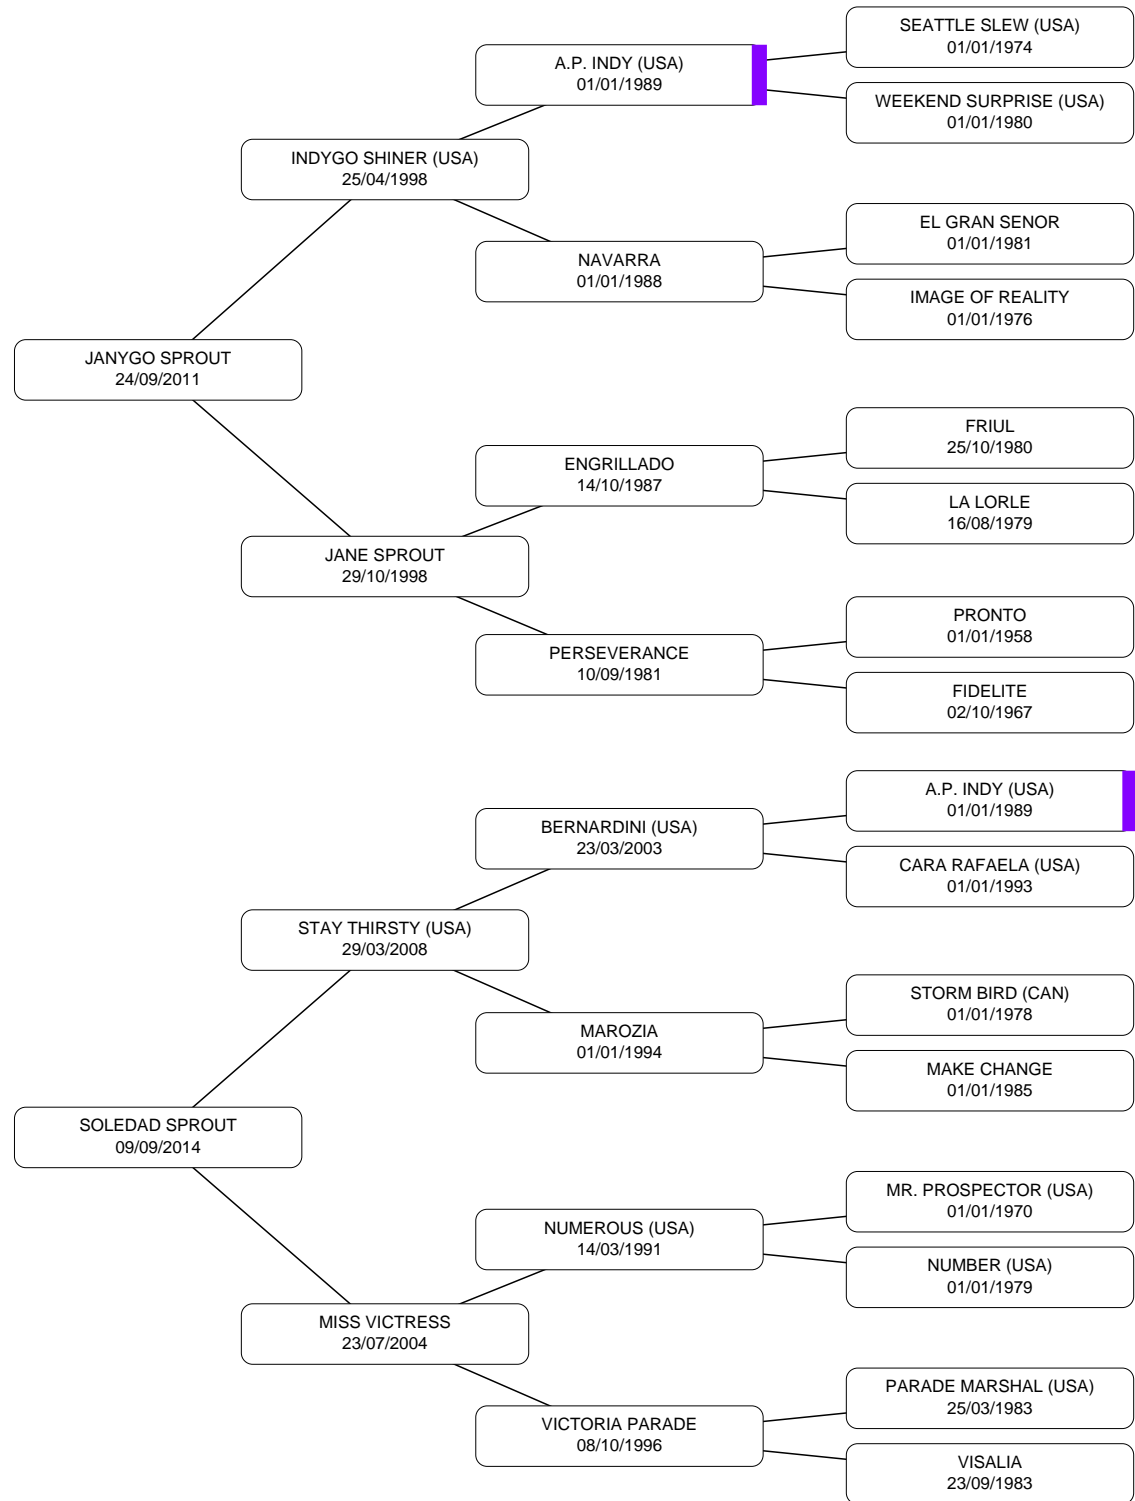 SEATTLE SLEW (USA)
01/01/1974
A.P. INDY (USA)
01/01/1989
WEEKEND SURPRISE (USA)
01/01/1980
INDYGO SHINER (USA)
25/04/1998
EL GRAN SENOR
01/01/1981
NAVARRA
01/01/1988
IMAGE OF REALITY
01/01/1976
JANYGO SPROUT
24/09/2011
FRIUL
25/10/1980
ENGRILLADO
14/10/1987
LA LORLE
16/08/1979
JANE SPROUT
29/10/1998
PRONTO
01/01/1958
PERSEVERANCE
10/09/1981
FIDELITE
02/10/1967
A.P. INDY (USA)
01/01/1989
BERNARDINI (USA)
23/03/2003
CARA RAFAELA (USA)
01/01/1993
STAY THIRSTY (USA)
29/03/2008
STORM BIRD (CAN)
01/01/1978
MAROZIA
01/01/1994
MAKE CHANGE
01/01/1985
SOLEDAD SPROUT
09/09/2014
MR. PROSPECTOR (USA)
01/01/1970
NUMEROUS (USA)
14/03/1991
NUMBER (USA)
01/01/1979
MISS VICTRESS
23/07/2004
PARADE MARSHAL (USA)
25/03/1983
VICTORIA PARADE
08/10/1996
VISALIA
23/09/1983